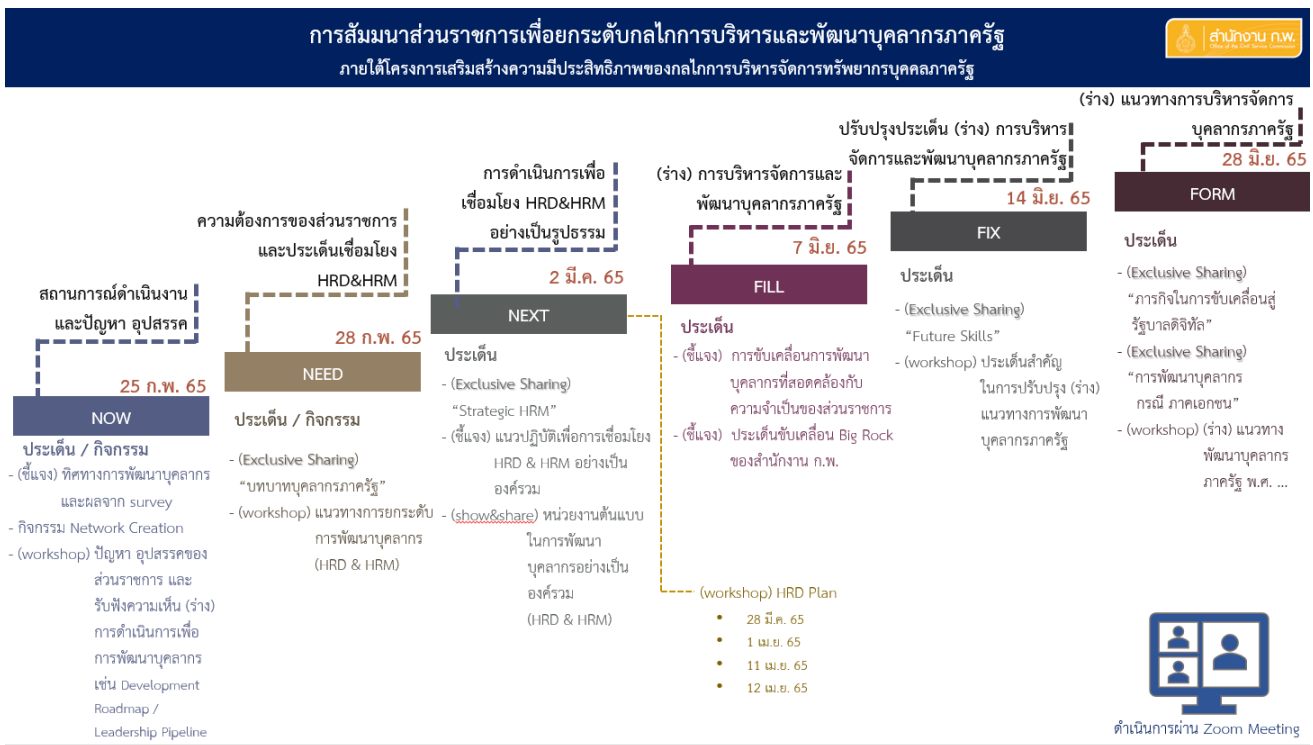 การสัมมนาส่วนราชการเพื่อยกระดับกลไกการบริหารและพัฒนาบุคลากรภาครัฐ
ภายใต้โครงการเสริมสร้างความมีประสิทธิภาพของกลไกการบริหารจัดการทรัพยากรบุคคลภาครัฐ
สำนักงาน ก.พ.
Office of the Civil Service Commission
สถานการณ์ดำเนินงาน
และปัญหา อุปสรรค
25 ก.พ. 65
NOW
ประเด็น / กิจกรรม
- (ชี้แจง) ทิศทางการพัฒนาบุคลากร
และผลจาก survey
- กิจกรรม Network Creation
- (workshop) ปัญหา อุปสรรคของ
ส่วนราชการ และ
รับฟังความเห็น (ร่าง)
การดำเนินการเพื่อ
การพัฒนาบุคลากร
เช่น Development
Roadmap /
Leadership Pipeline
ความต้องการของส่วนราชการ
และประเด็นเชื่อมโยง
HRD&HRM
28 ก.พ. 65
NEED
ประเด็น / กิจกรรม
- (Exclusive Sharing)
“บทบาทบุคลากรภาครัฐ”
- (workshop) แนวทางการยกระดับ
การพัฒนาบุคลากร
(HRD & HRM)
การดำเนินการเพื่อ
เชื่อมโยง HRD&HRM
อย่างเป็นรูปธรรม
2 มี.ค. 65
NEXT
ประเด็น
- (Exclusive Sharing)
“Strategic HRM”
- (ชี้แจง) แนวปฏิบัติเพื่อการเชื่อมโยง
HRD & HRM อย่างเป็น
องค์รวม
- (show&share) หน่วยงานต้นแบบ
ในการพัฒนา
บุคลากรอย่างเป็น
องค์รวม
(HRD & HRM)
(workshop) HRD Plan
• 28 มี.ค. 65
• 1 เม.ย. 65
• 11 เม.ย. 65
• 12 เม.ย. 65
(ร่าง) การบริหารจัดการและ
พัฒนาบุคลากรภาครัฐ
7 มิ.ย. 65
FILL
ประเด็น
- (ชี้แจง) การขับเคลื่อนการพัฒนา
บุคลากรที่สอดคล้องกับ
ความจำเป็นของส่วนราชการ
- (ชี้แจง) ประเด็นขับเคลื่อน Big Rock
ของสำนักงาน ก.พ.
ปรับปรุงประเด็น (ร่าง) การบริหาร
จัดการและพัฒนาบุคลากรภาครัฐ
14 มิ.ย. 65
FIX
ประเด็น
- (Exclusive Sharing)
“Future Skills”
- (workshop) ประเด็นสำคัญ
ในการปรับปรุง (ร่าง)
แนวทางการพัฒนา
บุคลากรภาครัฐ
(ร่าง) แนวทางการบริหารจัดการ
บุคลากรภาครัฐ
28 มิ.ย. 65
FORM
ประเด็น
- (Exclusive Sharing)
“ภารกิจในการขับเคลื่อนสู่
รัฐบาลดิจิทัล”
- (Exclusive Sharing)
“การพัฒนาบุคลากร
กรณี ภาคเอกชน”
- (workshop) (ร่าง) แนวทาง
พัฒนาบุคลากร
ภาครัฐ พ.ศ. ...
ดำเนินการผ่าน Zoom Meeting